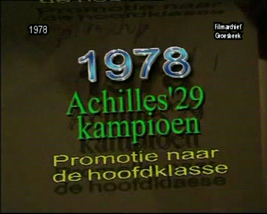 1978
Filmarchief
Groesbeek
1978
Achilles'29
kampioen
Promotie naar
de hoofdklasse